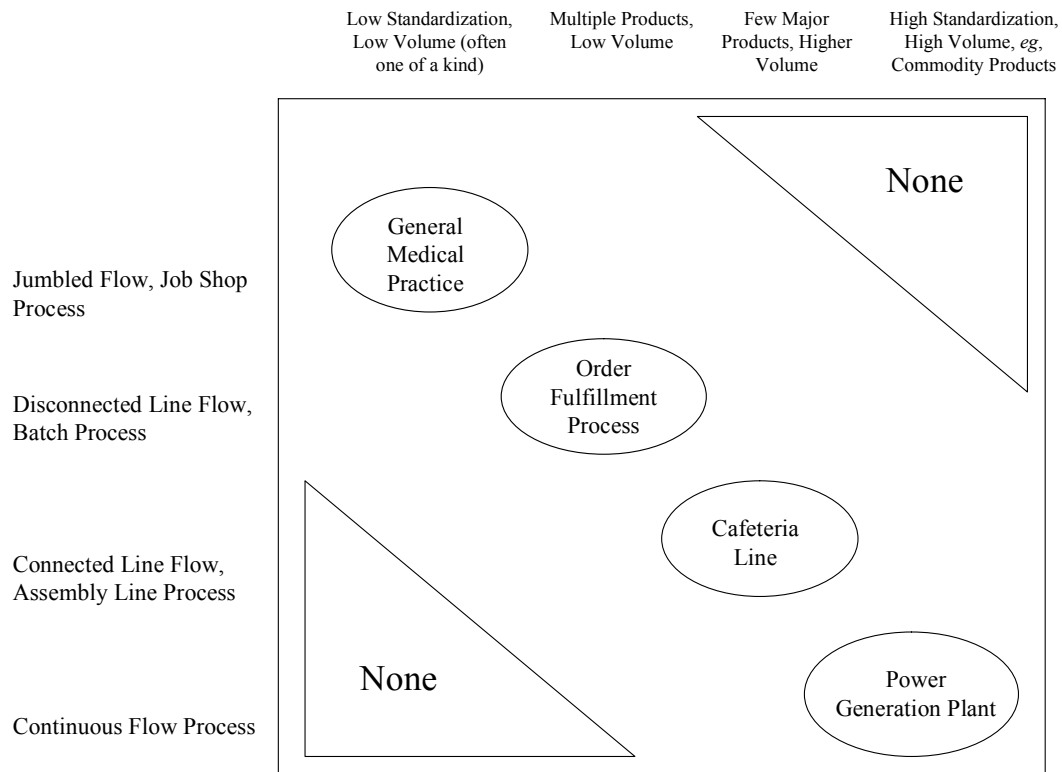 Low Standardization,
Low Volume (often
one of a kind)
Multiple Products,
Low Volume
Few Major
Products, Higher
Volume
High Standardization,
High Volume, eg,
Commodity Products
None
General
Medical
Practice
Jumbled Flow, Job Shop
Process
Order
Fulfillment
Process
Disconnected Line Flow,
Batch Process
Cafeteria
Line
Connected Line Flow,
Assembly Line Process
None
Power
Generation Plant
Continuous Flow Process